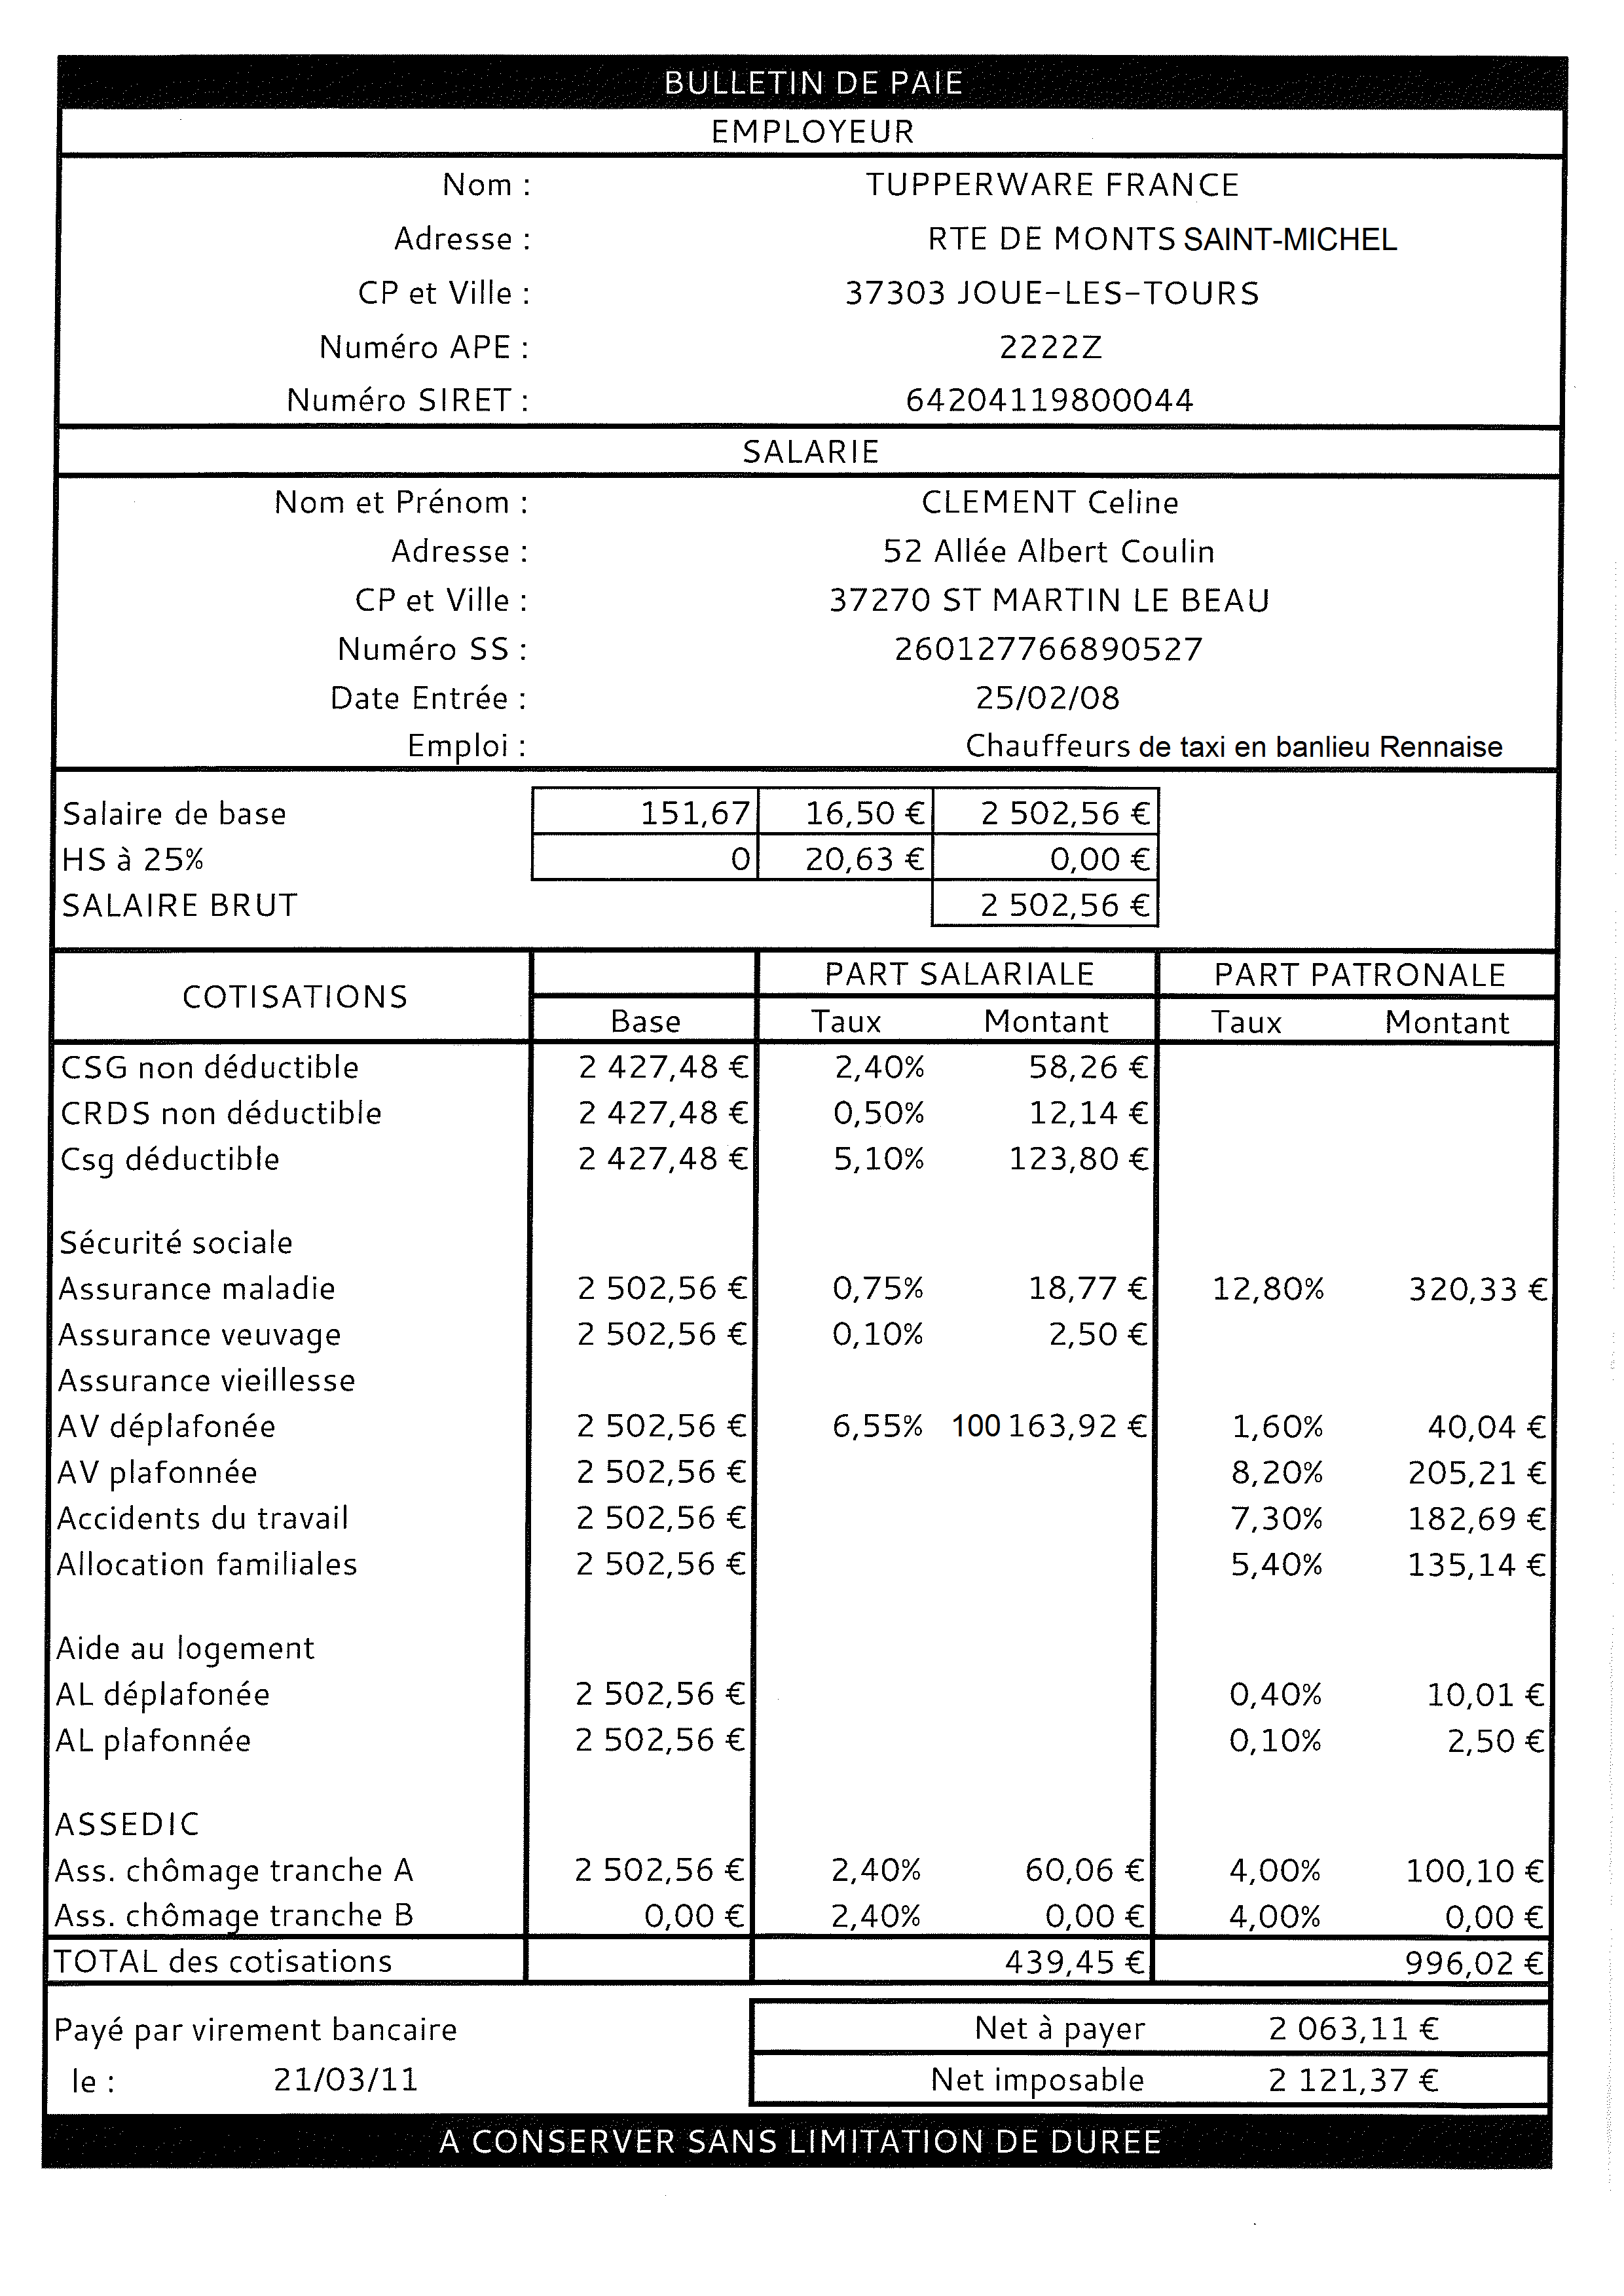 BULLETIN DE PAIE
EMPLOYEUR
Nom : TUPPERWARE FRANCE
Adresse : RTE DE MONTS SAINT-MICHEL
CP et Ville : 37303 JOUE-LES-TOURS
Numéro APE : 2222Z
Numéro SIRET : 64204119800044
SALARIE
Nom et Prénom : CLEMENT Celine
Adresse : 52 Allée Albert Coulin
CP et Ville : 37270 ST MARTIN LE BEAU
Numéro SS : 260127766890527
Date Entrée : 25/02/08
Emploi : Chauffeurs de taxi en banlieu Rennaise
Salaire de base 151,67 16,50 € 2 502,56 €
HS à 25% 0 20,63 € 0,00 €
SALAIRE BRUT 2 502,56 €
COTISATIONS PART SALARIALE PART PATRONALE
Base Taux Montant Taux Montant
CSG non déductible 2 427,48 € 2,40% 58,26 €
CRDS non déductible 2 427,48 € 0,50% 12,14 €
Csg déductible 2 427,48 € 5,10% 123,80 €
Sécurité sociale
Assurance maladie 2 502,56 € 0,75% 18,77 € 12,80% 320,33 €
Assurance veuvage 2 502,56 € 0,10% 2,50 €
Assurance vieillesse
AV déplafonée 2 502,56 € 6,55% 100 163,92 € 1,60% 40,04 €
AV plafonnée 2 502,56 € 8,20% 205,21 €
Accidents du travail 2 502,56 € 7,30% 182,69 €
Allocation familiales 2 502,56 € 5,40% 135,14 €
Aide au logement
AL déplafonée 2 502,56 € 0,40% 10,01 €
AL plafonnée 2 502,56 € 0,10% 2,50 €
ASSEDIC
Ass. chômage tranche A 2 502,56 € 2,40% 60,06 € 4,00% 100,10 €
Ass. chômage tranche B 0,00 € 2,40% 0,00 € 4,00% 0,00 €
TOTAL des cotisations 439,45 € 996,02 €
Payé par virement bancaire Net à payer 2 063,11 €
le : 21/03/11 Net imposable 2 121,37 €
A CONSERVER SANS LIMITATION DE DUREE